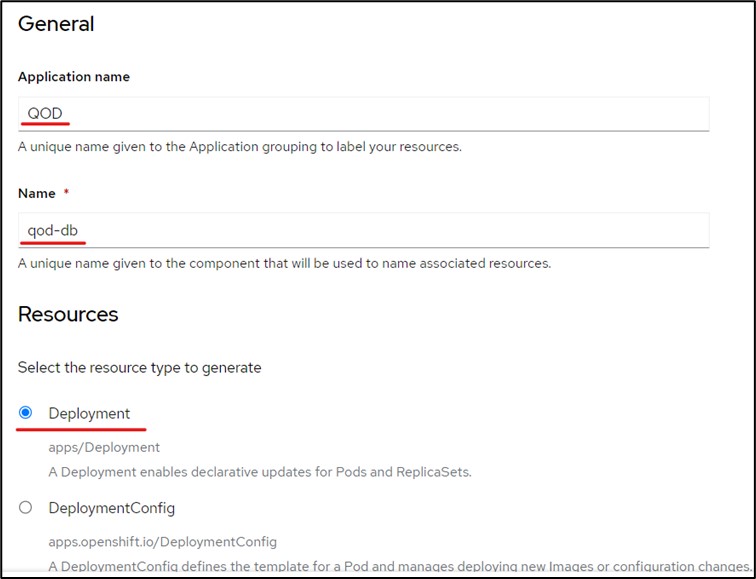 General
Application name
QOD
A unique name given to the Application grouping to label your resources.
Name *
qod-db
A unique name given to the component that will be used to name associated resources.
Resources
Select the resource type to generate
Deployment
apps/Deployment
A Deployment enables declarative updates for Pods and ReplicaSets.
DeploymentConfig
apps.openshift.io/DeploymentConfig
A DeploymentConfig defines the template for a Pod and manages deploying new Images or configuration changes.